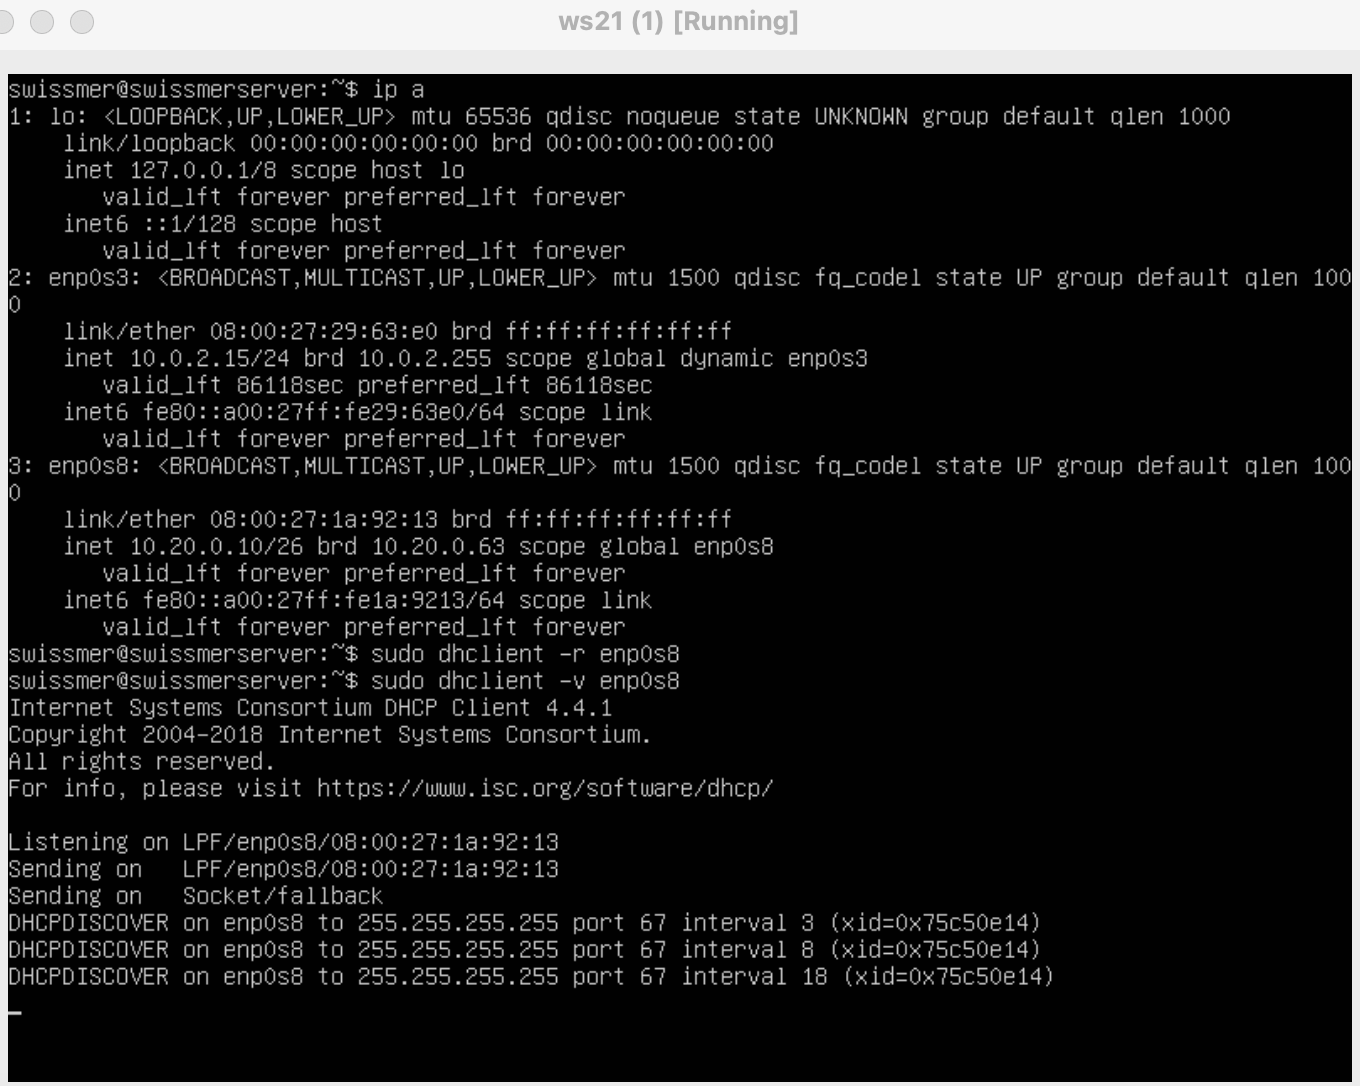 ws21 (1) [Running]
swissmer@swissmerserver:~$ ip a
1: lo: <LOOPBACK,UP,LOWER_UP> mtu 65536 qdisc noqueue state UNKNOWN group default qlen 1000
    link/loopback 00:00:00:00:00:00 brd 00:00:00:00:00:00
    inet 127.0.0.1/8 scope host lo
       valid_lft forever preferred_lft forever
    inet6 ::1/128 scope host
       valid_lft forever preferred_lft forever
2: enp0s3: <BROADCAST,MULTICAST,UP,LOWER_UP> mtu 1500 qdisc fq_codel state UP group default qlen 100
0
    link/ether 08:00:27:29:63:e0 brd ff:ff:ff:ff:ff:ff
    inet 10.0.2.15/24 brd 10.0.2.255 scope global dynamic enp0s3
       valid_lft 86118sec preferred_lft 86118sec
    inet6 fe80::a00:27ff:fe29:63e0/64 scope link
       valid_lft forever preferred_lft forever
3: enp0s8: <BROADCAST,MULTICAST,UP,LOWER_UP> mtu 1500 qdisc fq_codel state UP group default qlen 100
0
    link/ether 08:00:27:1a:92:13 brd ff:ff:ff:ff:ff:ff
    inet 10.20.0.10/26 brd 10.20.0.63 scope global enp0s8
       valid_lft forever preferred_lft forever
    inet6 fe80::a00:27ff:fe1a:9213/64 scope link
       valid_lft forever preferred_lft forever
swissmer@swissmerserver:~$ sudo dhclient -r enp0s8
swissmer@swissmerserver:~$ sudo dhclient -v enp0s8
Internet Systems Consortium DHCP Client 4.4.1
Copyright 2004-2018 Internet Systems Consortium.
All rights reserved.
For info, please visit https://www.isc.org/software/dhcp/

Listening on LPF/enp0s8/08:00:27:1a:92:13
Sending on   LPF/enp0s8/08:00:27:1a:92:13
Sending on   Socket/fallback
DHCPDISCOVER on enp0s8 to 255.255.255.255 port 67 interval 3 (xid=0x75c50e14)
DHCPDISCOVER on enp0s8 to 255.255.255.255 port 67 interval 8 (xid=0x75c50e14)
DHCPDISCOVER on enp0s8 to 255.255.255.255 port 67 interval 18 (xid=0x75c50e14)